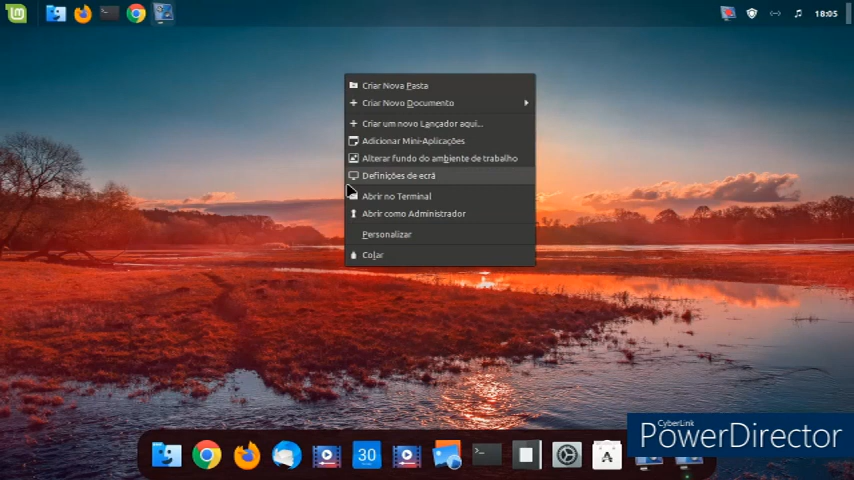 18:05
Criar Nova Pasta
Criar Novo Documento
Criar um novo Lançador aqui...
Adicionar Mini-Aplicações
Alterar fundo do ambiente de trabalho
Definições de ecrã
Abrir no Terminal
Abrir como Administrador
Personalizar
Colar
CyberLink
PowerDirector
30
A